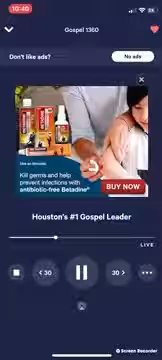 10:40
Gospel 1360
Don't like ads?
No ads
Kill germs and help
prevent infections with
antibiotic-free Betadine®
BUY NOW
Houston's #1 Gospel Leader
LIVE
30
30
Screen Recorder